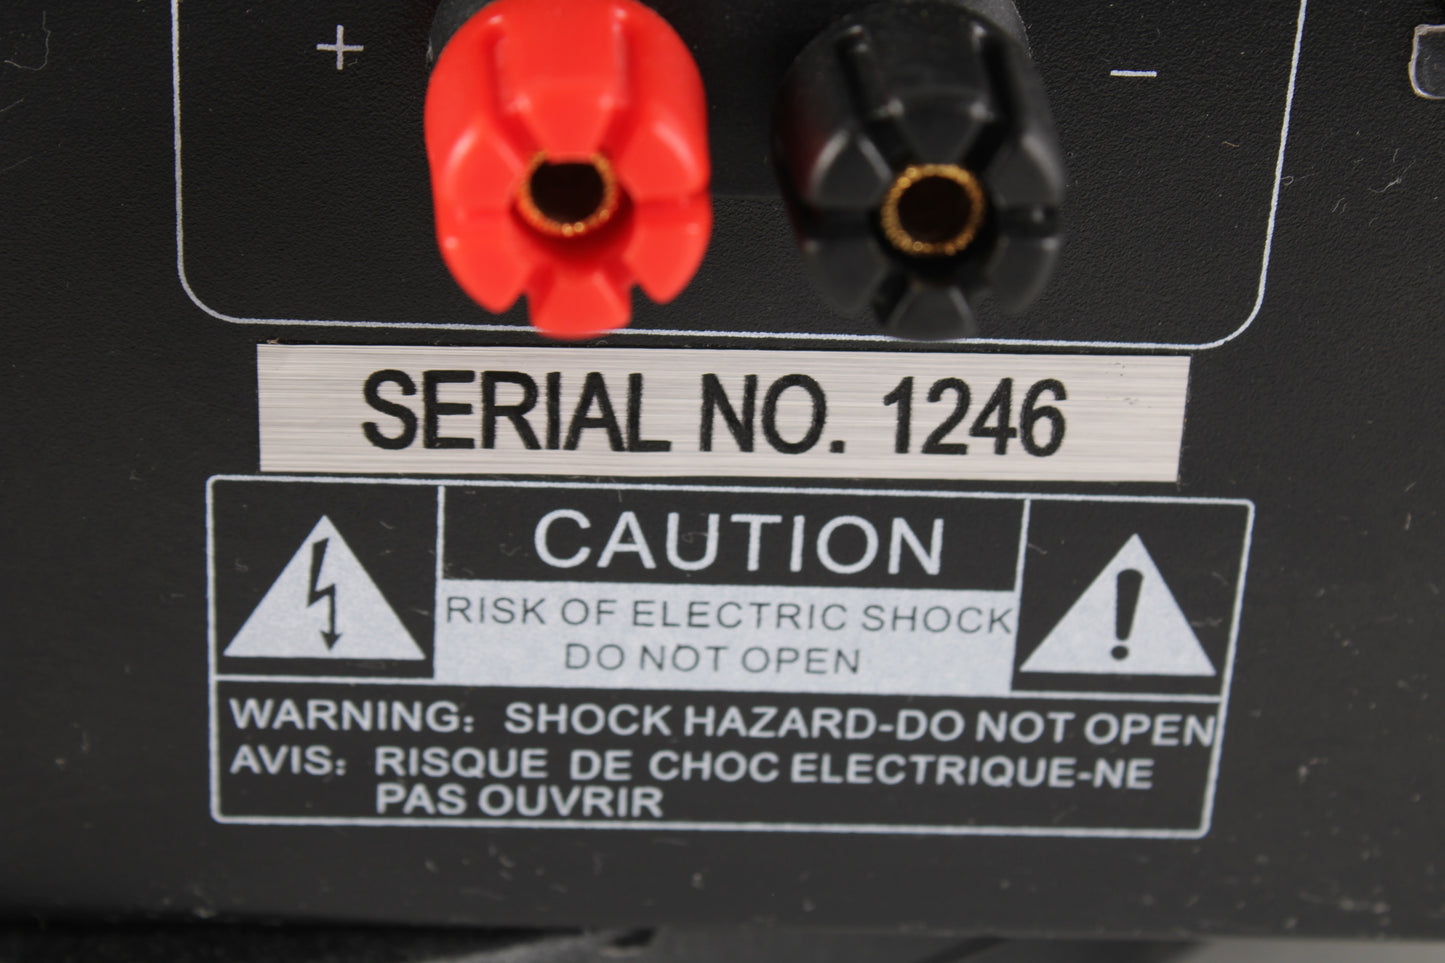 + -
SERIAL NO. 1246
CAUTION
RISK OF ELECTRIC SHOCK
DO NOT OPEN
WARNING: SHOCK HAZARD-DO NOT OPEN
AVIS: RISQUE DE CHOC ELECTRIQUE-NE
PAS OUVRIR